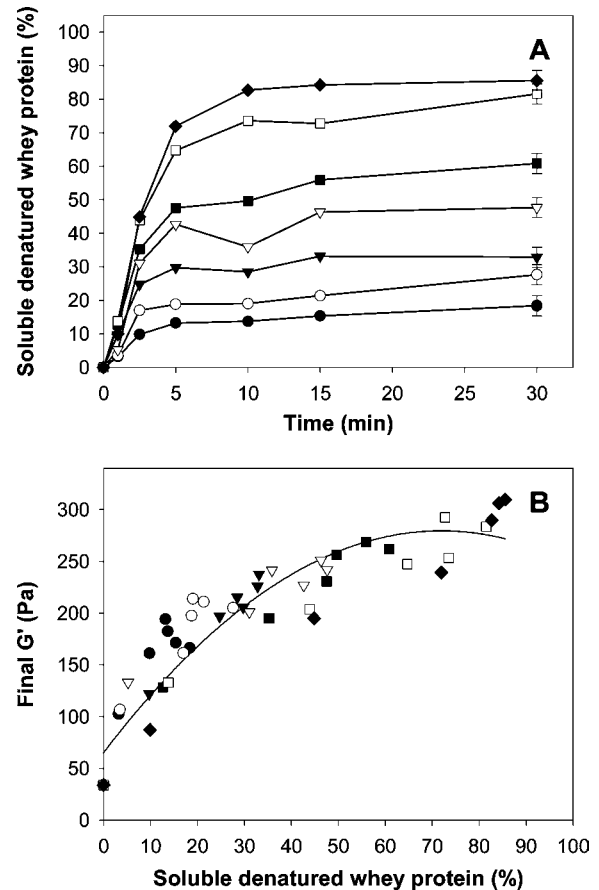 A
Soluble denatured whey protein (%)
100
90
80
70
60
50
40
30
20
10
0
0 5 10 15 20 25 30
Time (min)
B
Final G' (Pa)
300
250
200
150
100
50
0
0 10 20 30 40 50 60 70 80 90 100
Soluble denatured whey protein (%)